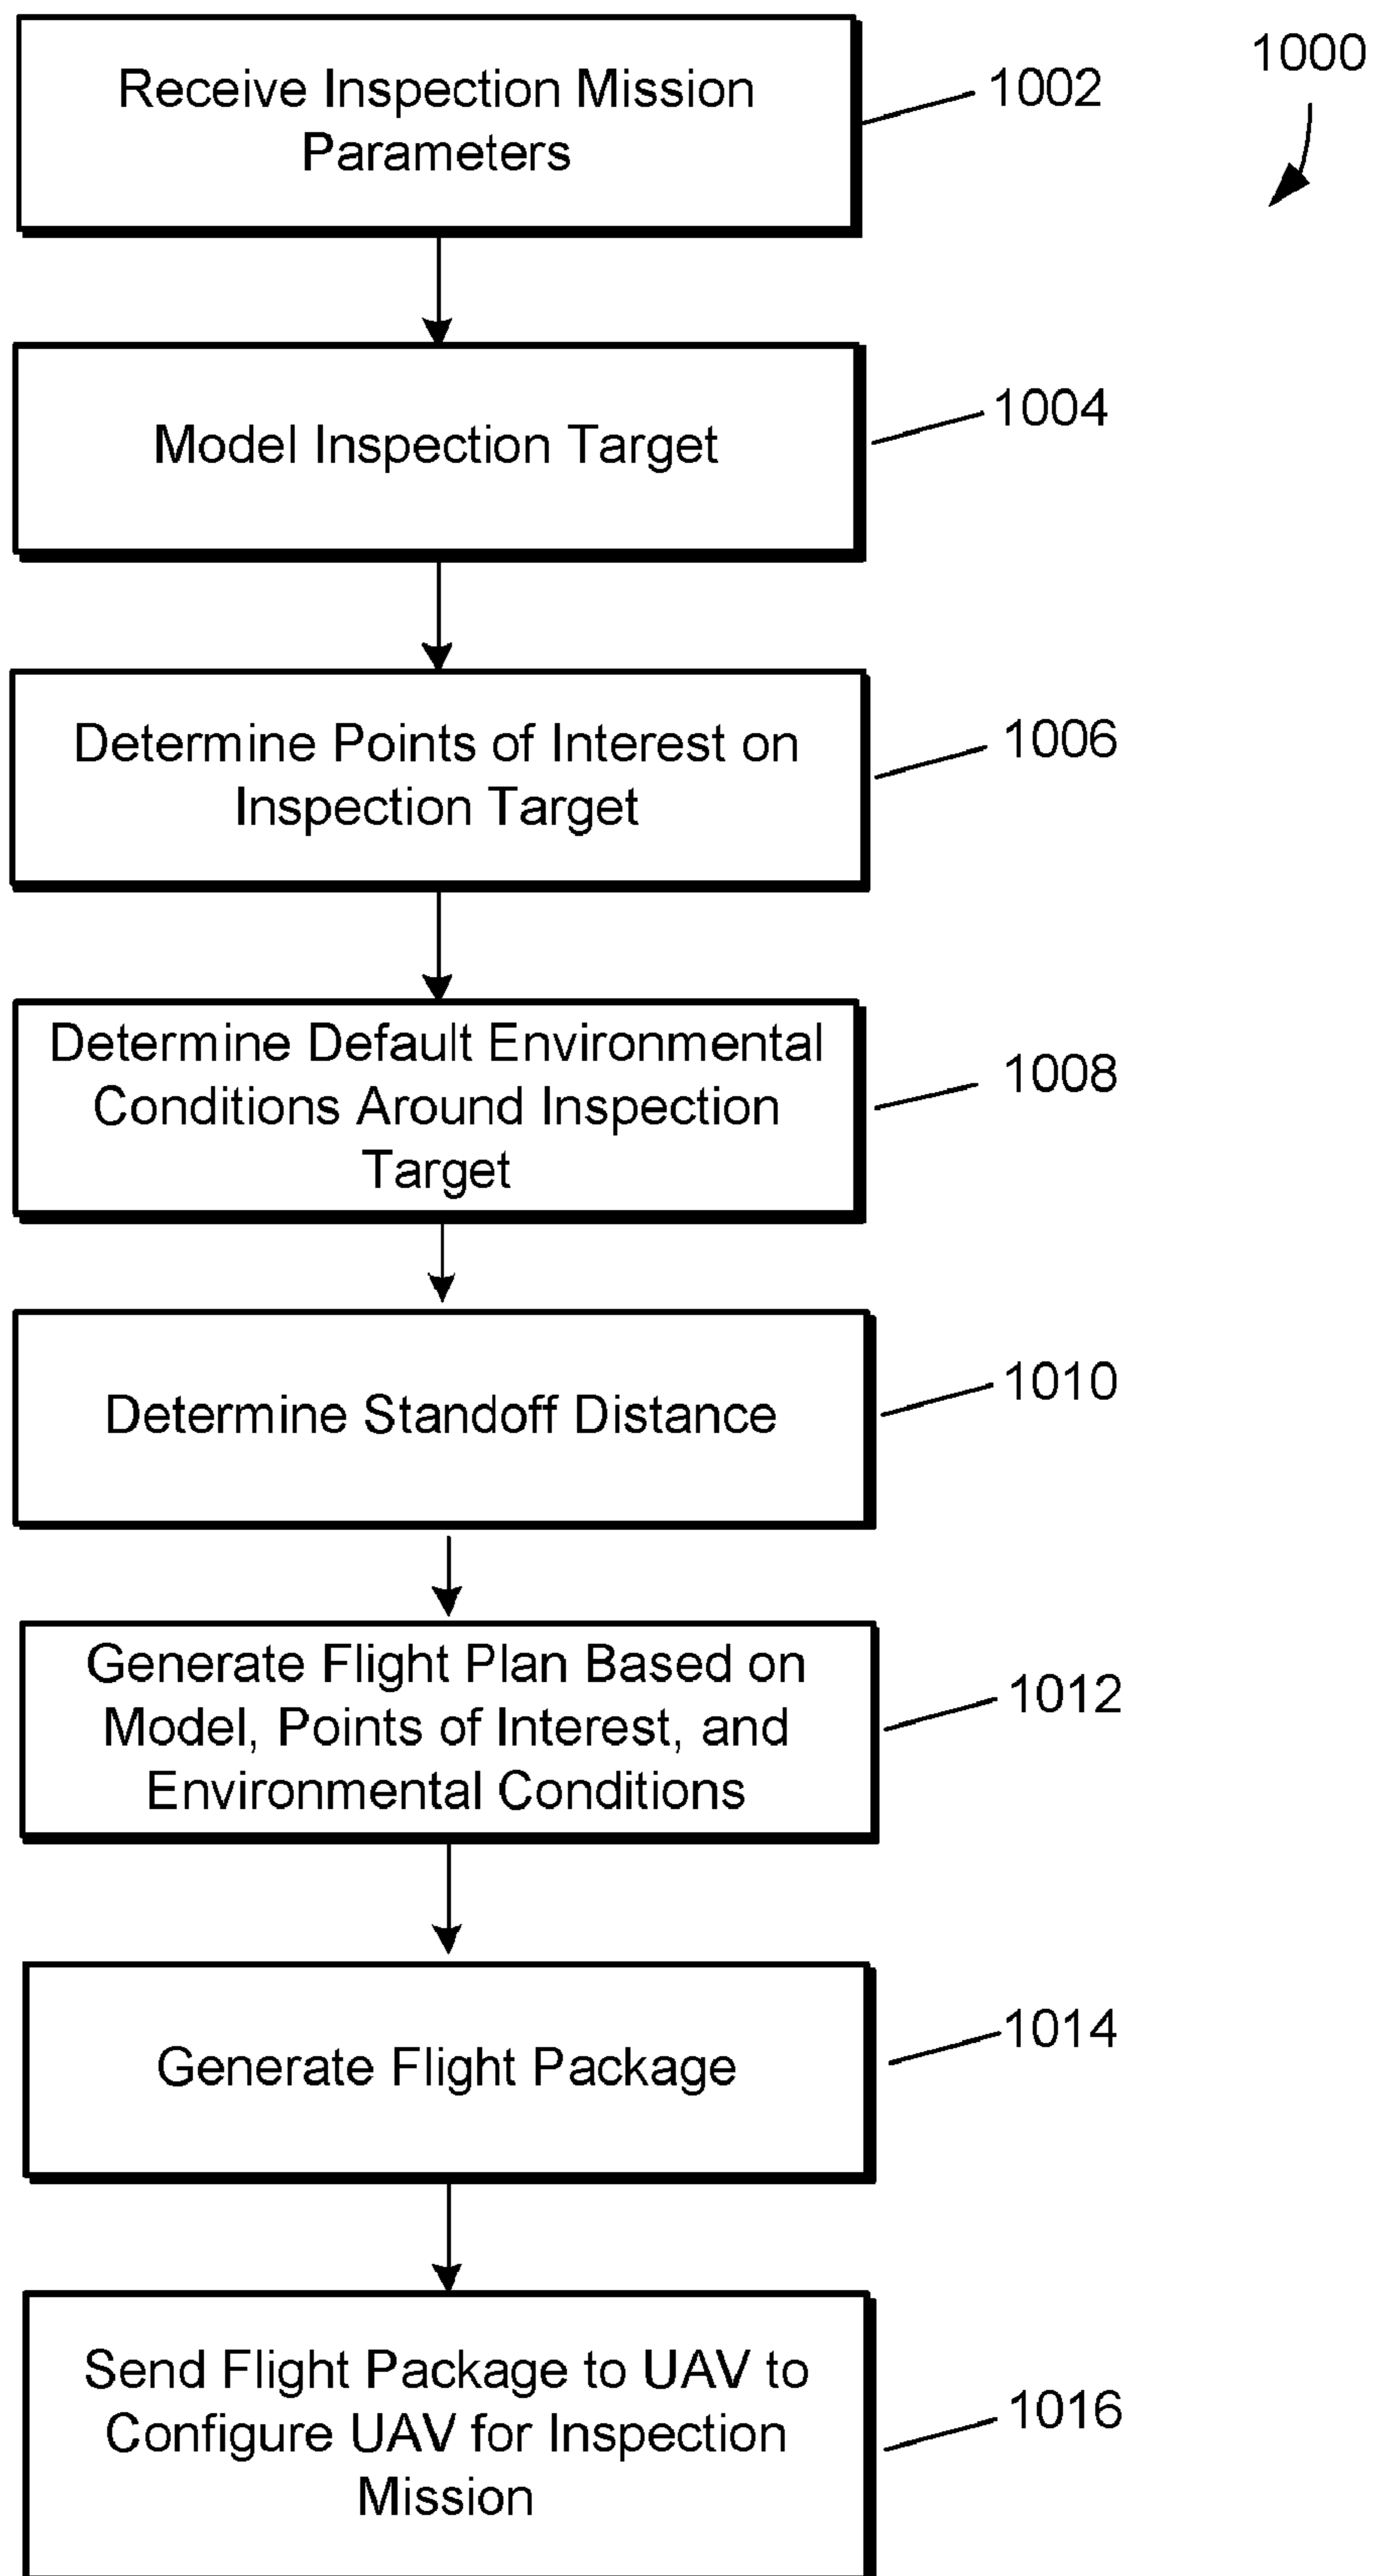 1000
Receive Inspection Mission
Parameters
1002
Model Inspection Target
1004
Determine Points of Interest on
Inspection Target
1006
Determine Default Environmental
Conditions Around Inspection
Target
1008
Determine Standoff Distance
1010
Generate Flight Plan Based on
Model, Points of Interest, and
Environmental Conditions
1012
Generate Flight Package
1014
Send Flight Package to UAV to
Configure UAV for Inspection
Mission
1016